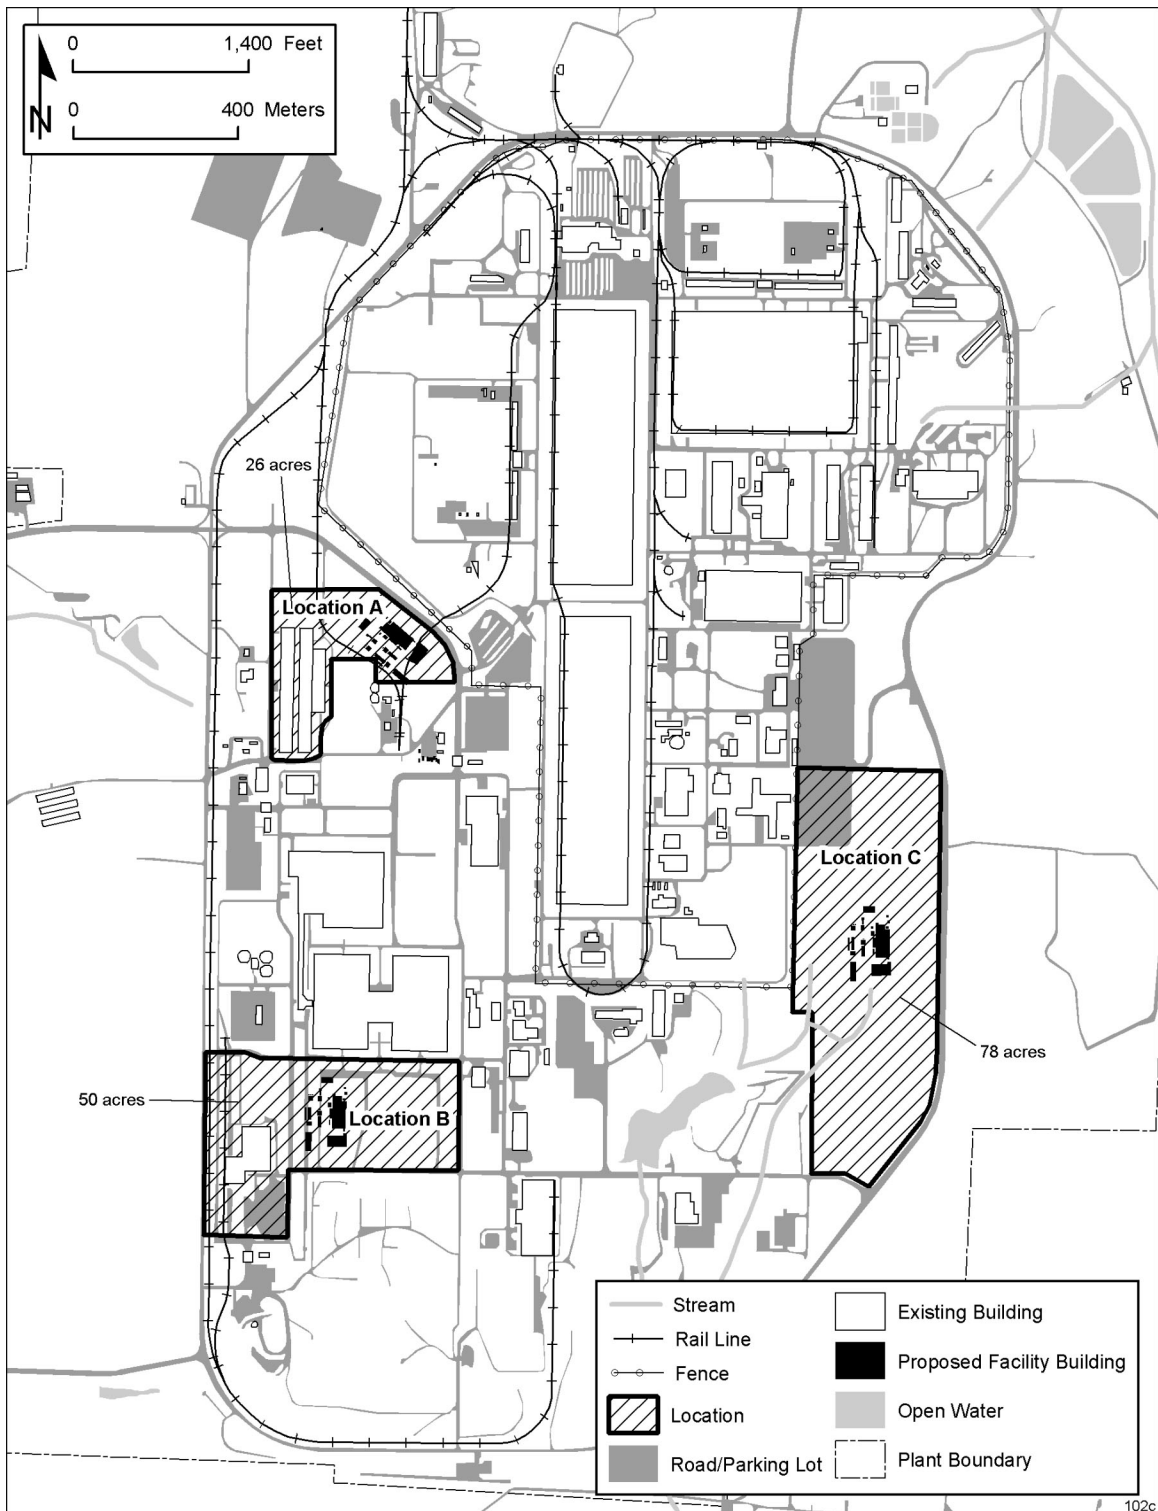 0 1,400 Feet
0 400 Meters
N
26 acres
Location A
Location C
78 acres
50 acres
Location B
Stream
Rail Line
Fence
Location
Road/Parking Lot
Existing Building
Proposed Facility Building
Open Water
Plant Boundary
102c